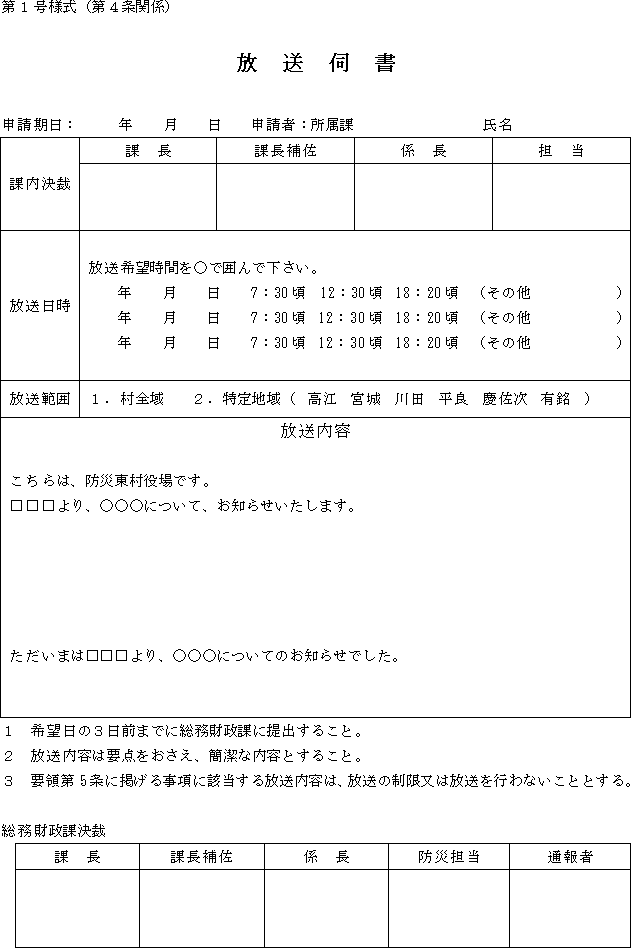 第１号様式（第４条関係）
放　送　伺　書
申請期日：　　　年　　月　　日　　申請者：所属課　　　　　　　　　氏名
課内決裁
課　長　　課長補佐　　係　長　　担　当
放送日時
放送希望時間を○で囲んで下さい。
年　　月　　日　　7：30頃　12：30頃　18：20頃　（その他　　　　　　）
年　　月　　日　　7：30頃　12：30頃　18：20頃　（その他　　　　　　）
年　　月　　日　　7：30頃　12：30頃　18：20頃　（その他　　　　　　）
放送範囲　１．村全域　　２．特定地域（　高江　宮城　川田　平良　慶佐次　有銘　）
放送内容
こちらは、防災東村役場です。
□□□より、○○○について、お知らせいたします。
ただいまは□□□より、○○○についてのお知らせでした。
１　希望日の３日前までに総務財政課に提出すること。
２　放送内容は要点をおさえ、簡潔な内容とすること。
３　要領第5条に掲げる事項に該当する放送内容は、放送の制限又は放送を行わないこととする。
総務財政課決裁
課　長　　課長補佐　　係　長　　防災担当　　通報者